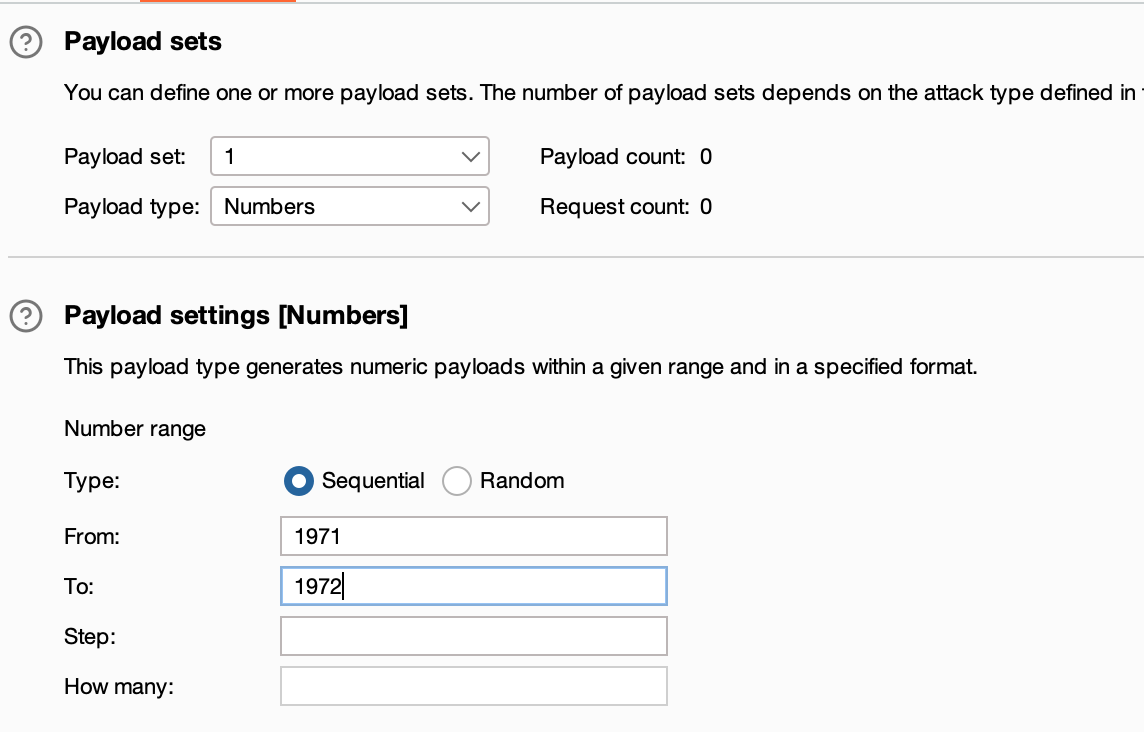 Payload sets
You can define one or more payload sets. The number of payload sets depends on the attack type defined in
Payload set: 1 Payload count: 0
Payload type: Numbers Request count: 0
Payload settings [Numbers]
This payload type generates numeric payloads within a given range and in a specified format.
Number range
Type: Sequential Random
From: 1971
To: 1972
Step:
How many: